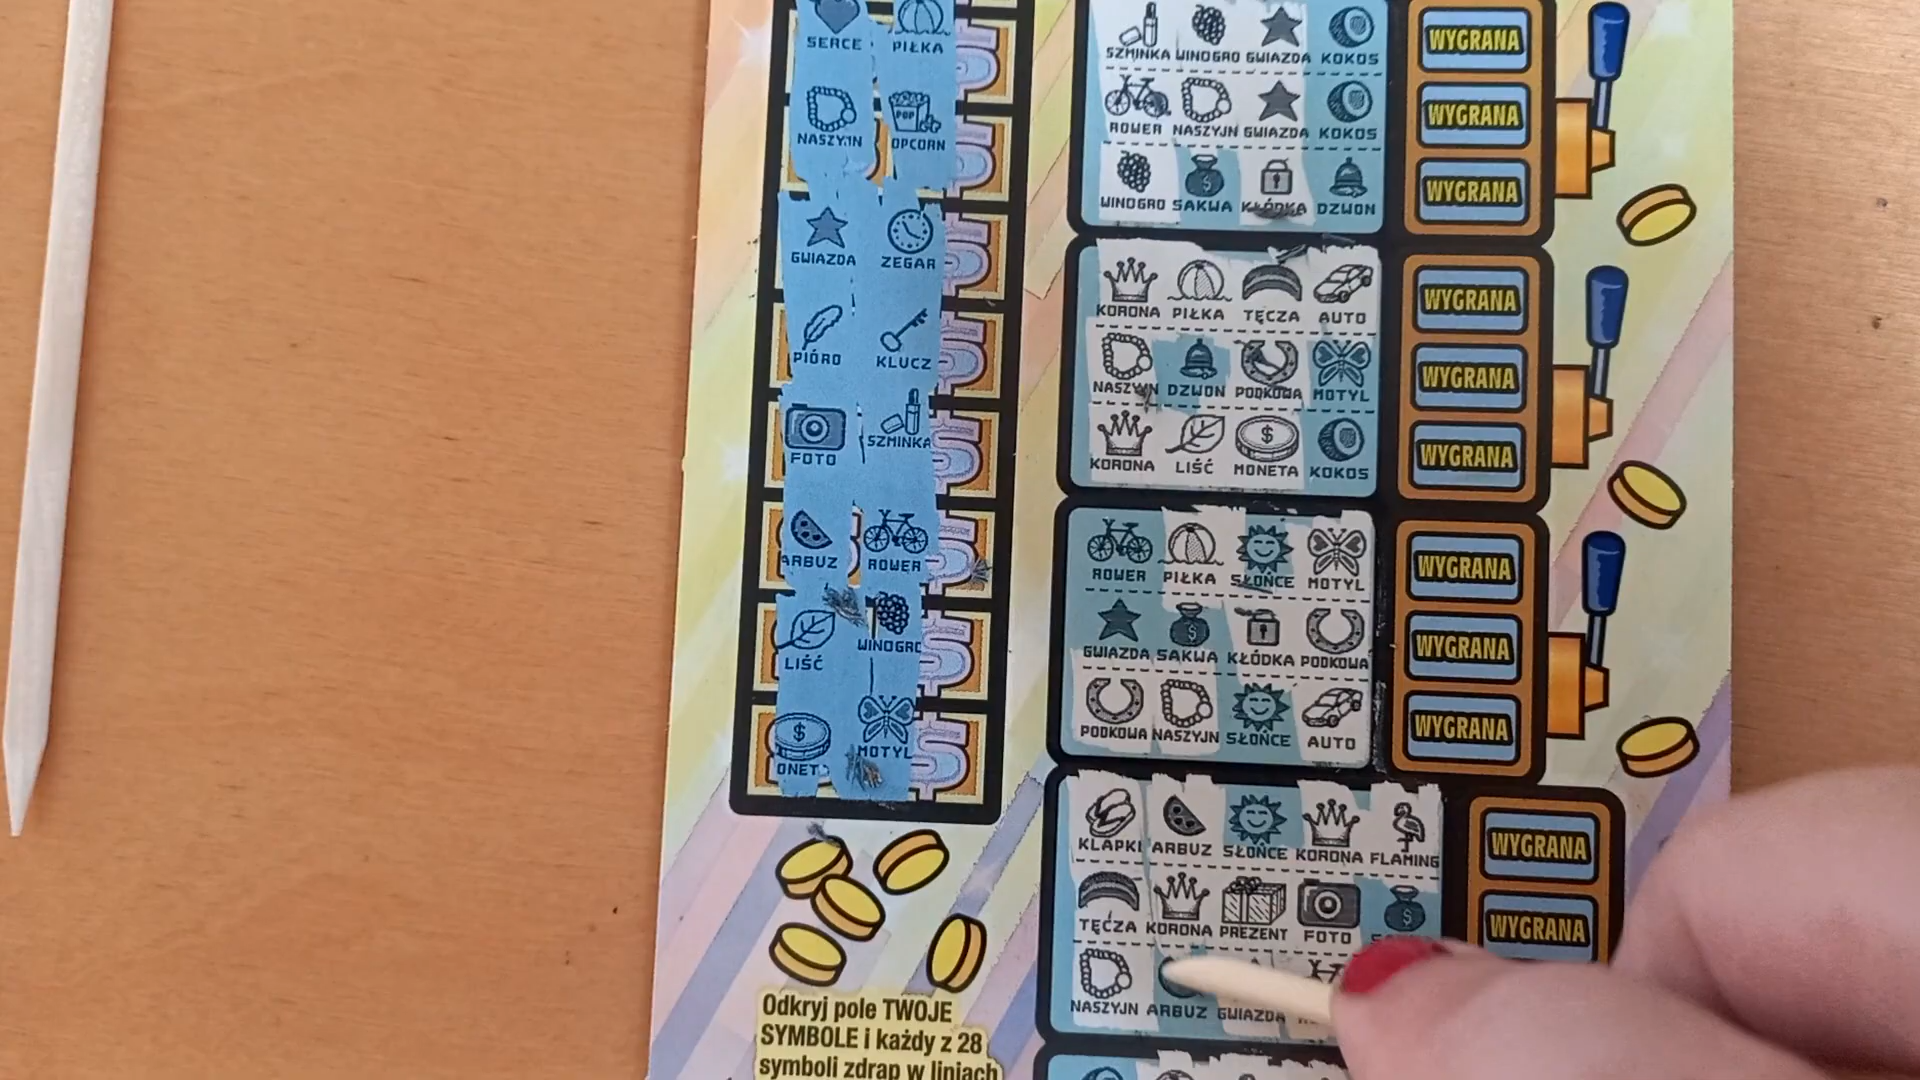 SERCE PIŁKA
NASZYJN OPCORN
GWIAZDA ZEGAR
PIÓRO KLUCZ
FOTO SZMINKA
ARBUZ ROWER
LIŚĆ WINOGRO
ONET MOTYL
Odkryj pole TWOJE
SYMBOLE i każdy z 28
symboli zdrap w liniach
SZMINKA WINOGRO GWIAZDA KOKOS
ROWER NASZYJN GWIAZDA KOKOS
WINOGRO SAKWA KŁÓDKA DZWON
WYGRANA
WYGRANA
WYGRANA
KORONA PIŁKA TĘCZA AUTO
NASZYJN DZWON PODKOWA MOTYL
KORONA LIŚĆ MONETA KOKOS
WYGRANA
WYGRANA
WYGRANA
ROWER PIŁKA SŁOŃCE MOTYL
GWIAZDA SAKWA KŁÓDKA PODKOWA
PODKOWA NASZYJN SŁOŃCE AUTO
WYGRANA
WYGRANA
WYGRANA
KLAPKI ARBUZ SŁOŃCE KORONA FLAMING
TĘCZA KORONA PREZENT FOTO
NASZYJN ARBUZ GWIAZDA
WYGRANA
WYGRANA